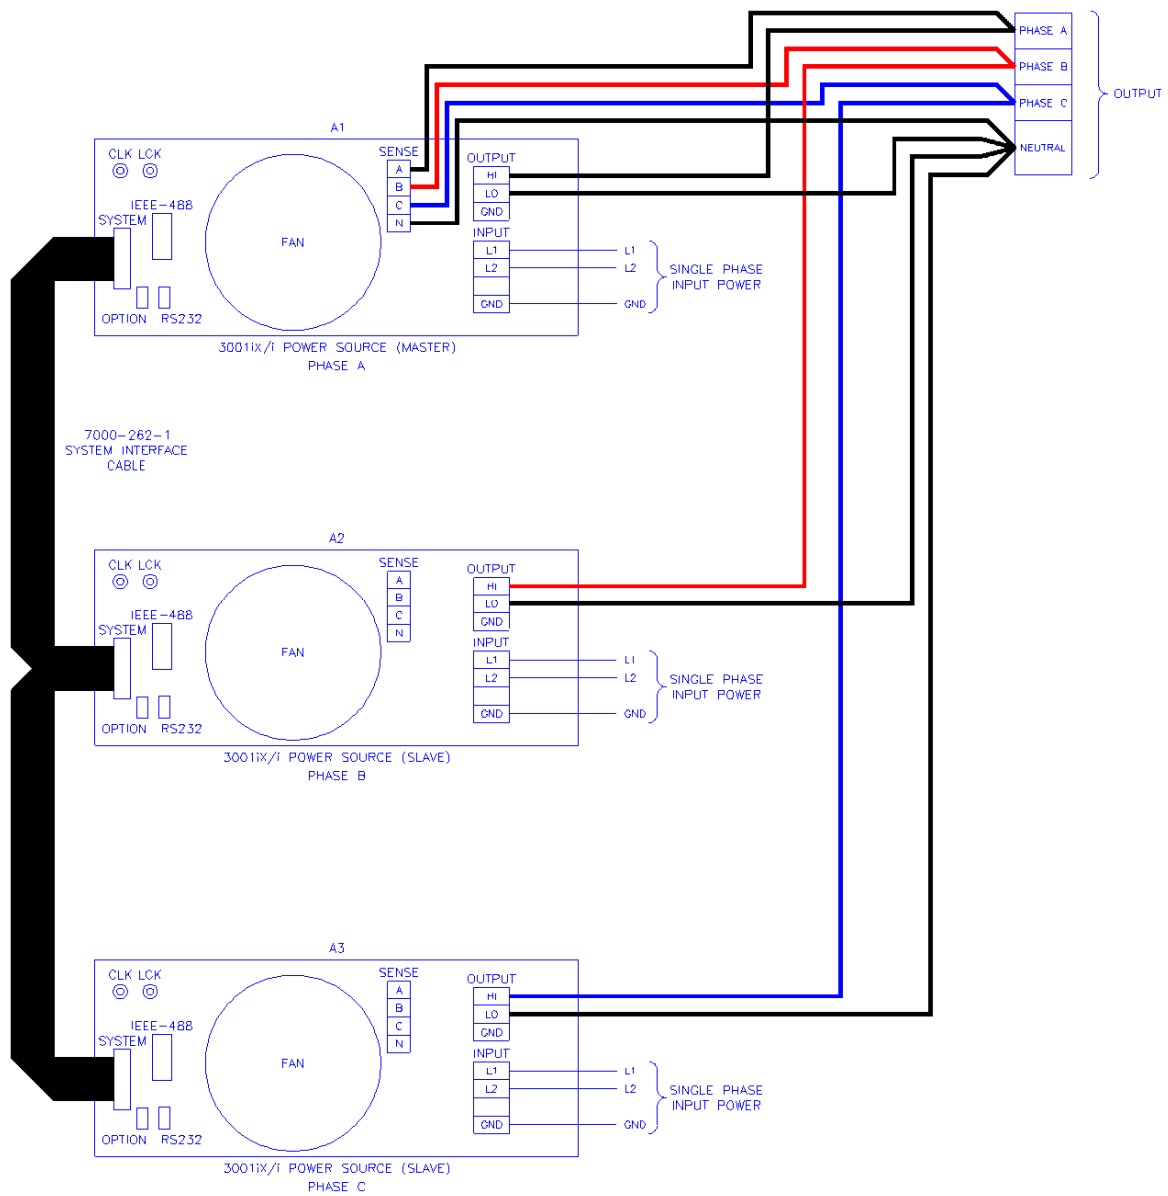 PHASE A
PHASE B
PHASE C
NEUTRAL
OUTPUT
A1
CLK LCK
SENSE
A
B
C
N
OUTPUT
HI
LO
GND
IEEE-488
SYSTEM
FAN
INPUT
L1
L2
GND
L1
L2
GND
SINGLE PHASE
INPUT POWER
OPTION
RS232
3001iX/i POWER SOURCE (MASTER)
PHASE A
7000-262-1
SYSTEM INTERFACE
CABLE
A2
CLK LCK
SENSE
A
B
C
N
OUTPUT
HI
LO
GND
IEEE-488
SYSTEM
FAN
INPUT
L1
L2
GND
L1
L2
GND
SINGLE PHASE
INPUT POWER
OPTION
RS232
3001iX/i POWER SOURCE (SLAVE)
PHASE B
A3
CLK LCK
SENSE
A
B
C
N
OUTPUT
HI
LO
GND
IEEE-488
SYSTEM
FAN
INPUT
L1
L2
GND
L1
L2
GND
SINGLE PHASE
INPUT POWER
OPTION
RS232
3001iX/i POWER SOURCE (SLAVE)
PHASE C